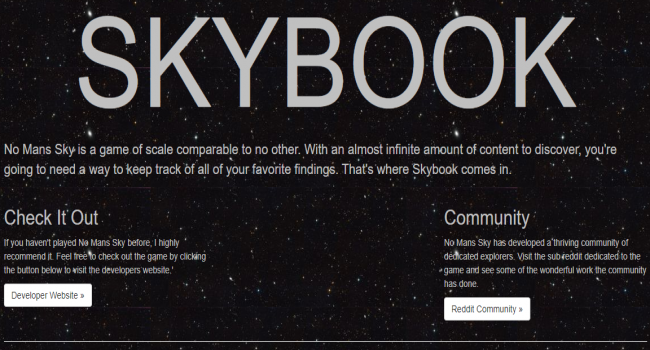 SKYBOOK
No Mans Sky is a game of scale comparable to no other. With an almost infinite amount of content to discover, you're
going to need a way to keep track of all of your favorite findings. That's where Skybook comes in.
Check It Out
If you haven't played No Mans Sky before, I highly
recommend it. Feel free to check out the game by clicking
the button below to visit the developers website.'
Developer Website »
Community
No Mans Sky has developed a thriving community of
dedicated explorers. Visit the sub-reddit dedicated to the
game and see some of the wonderful work the community
has done.
Reddit Community »